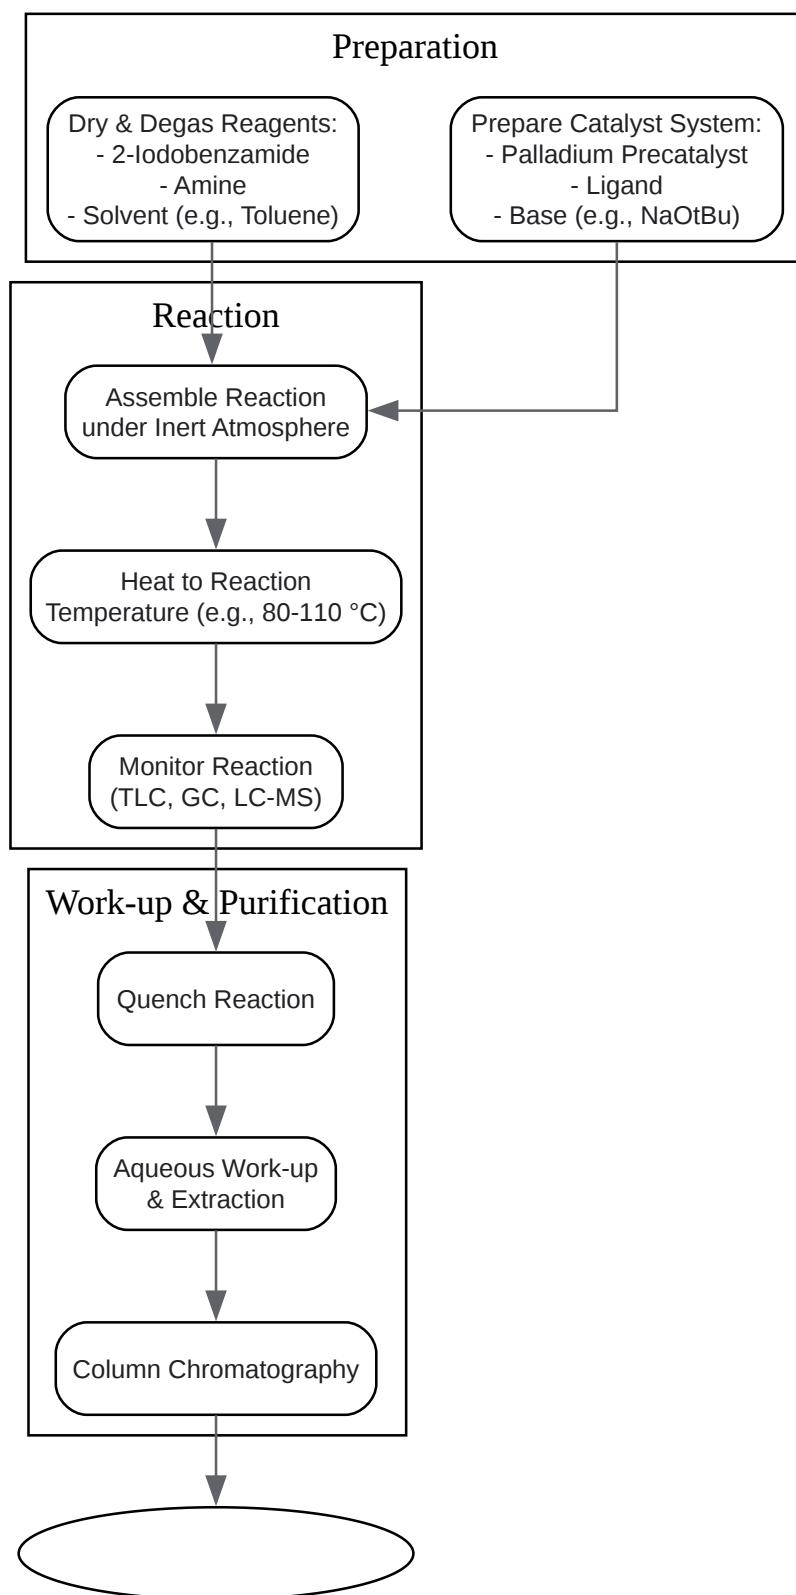 Preparation
Dry & Degas Reagents:
- 2-Iodobenzamide
- Amine
- Solvent (e.g., Toluene)
Prepare Catalyst System:
- Palladium Precatalyst
- Ligand
- Base (e.g., NaOtBu)
Reaction
Assemble Reaction
under Inert Atmosphere
Heat to Reaction
Temperature (e.g., 80-110 °C)
Monitor Reaction
(TLC, GC, LC-MS)
Work-up & Purification
Quench Reaction
Aqueous Work-up
& Extraction
Column Chromatography